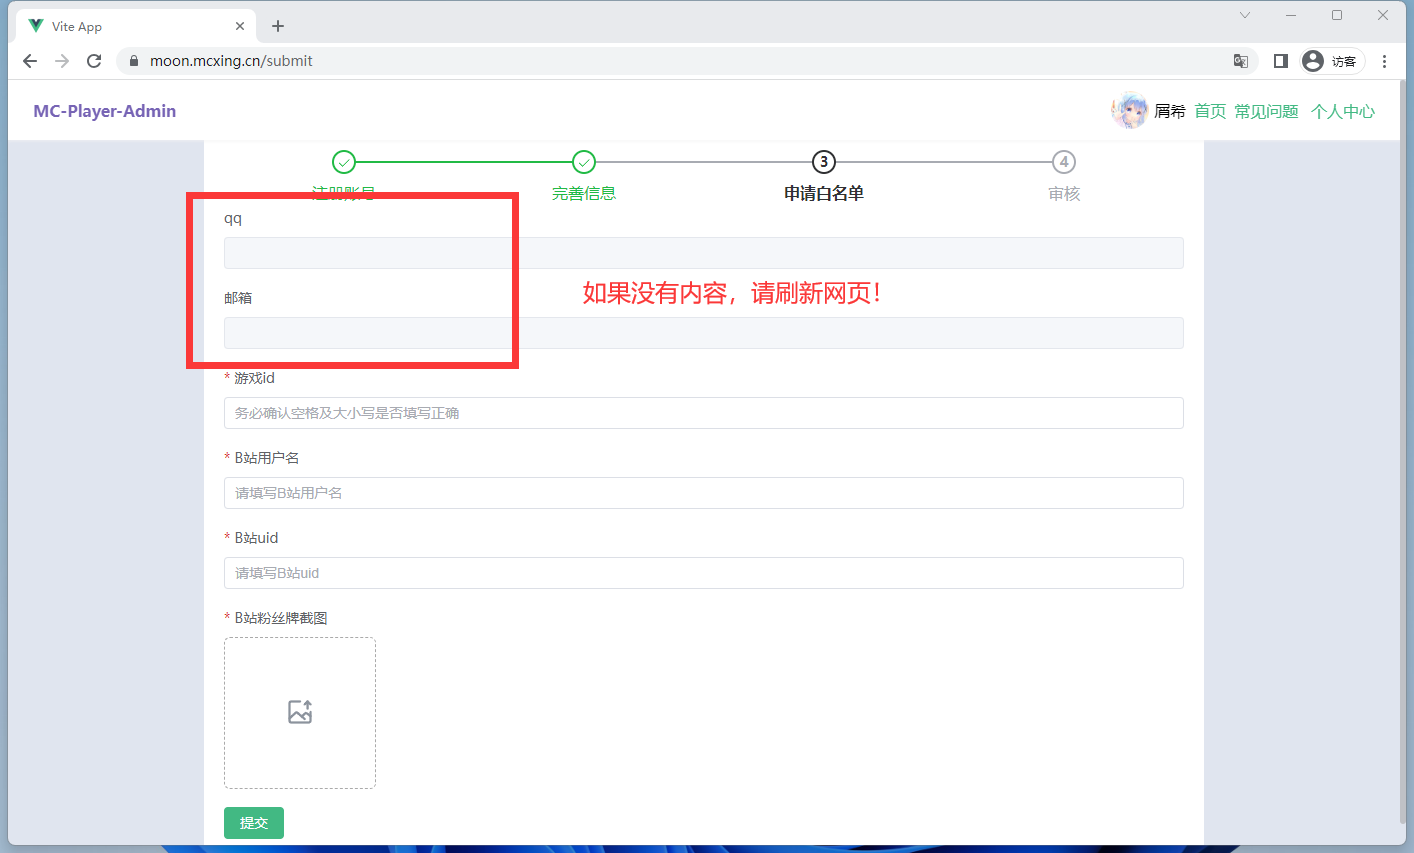 Vite App
moon.mcxing.cn/submit
访客
MC-Player-Admin
屑希 首页 常见问题 个人中心
3
4
注册账号
完善信息
申请白名单
审核
qq
如果没有内容，请刷新网页！
邮箱
* 游戏id
务必确认空格及大小写是否填写正确
* B站用户名
请填写B站用户名
* B站uid
请填写B站uid
* B站粉丝牌截图
提交